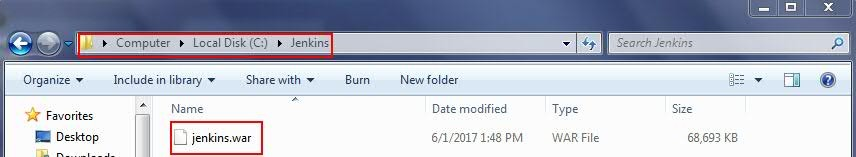 Computer Local Disk (C:) Jenkins Search Jenkins
Organize Include in library Share with Burn New folder
Favorites Name Date modified Type Size
Desktop jenkins.war 6/1/2017 1:48 PM WAR File 68,693 KB
Downloads